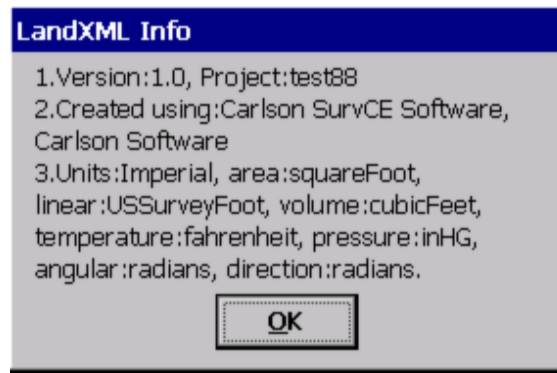 LandXML Info
1.Version:1.0, Project:test88
2.Created using:Carlson SurvCE Software,
Carlson Software
3.Units:Imperial, area:squareFoot,
linear:USSurveyFoot, volume:cubicFeet,
temperature:fahrenheit, pressure:inHG,
angular:radians, direction:radians.
OK